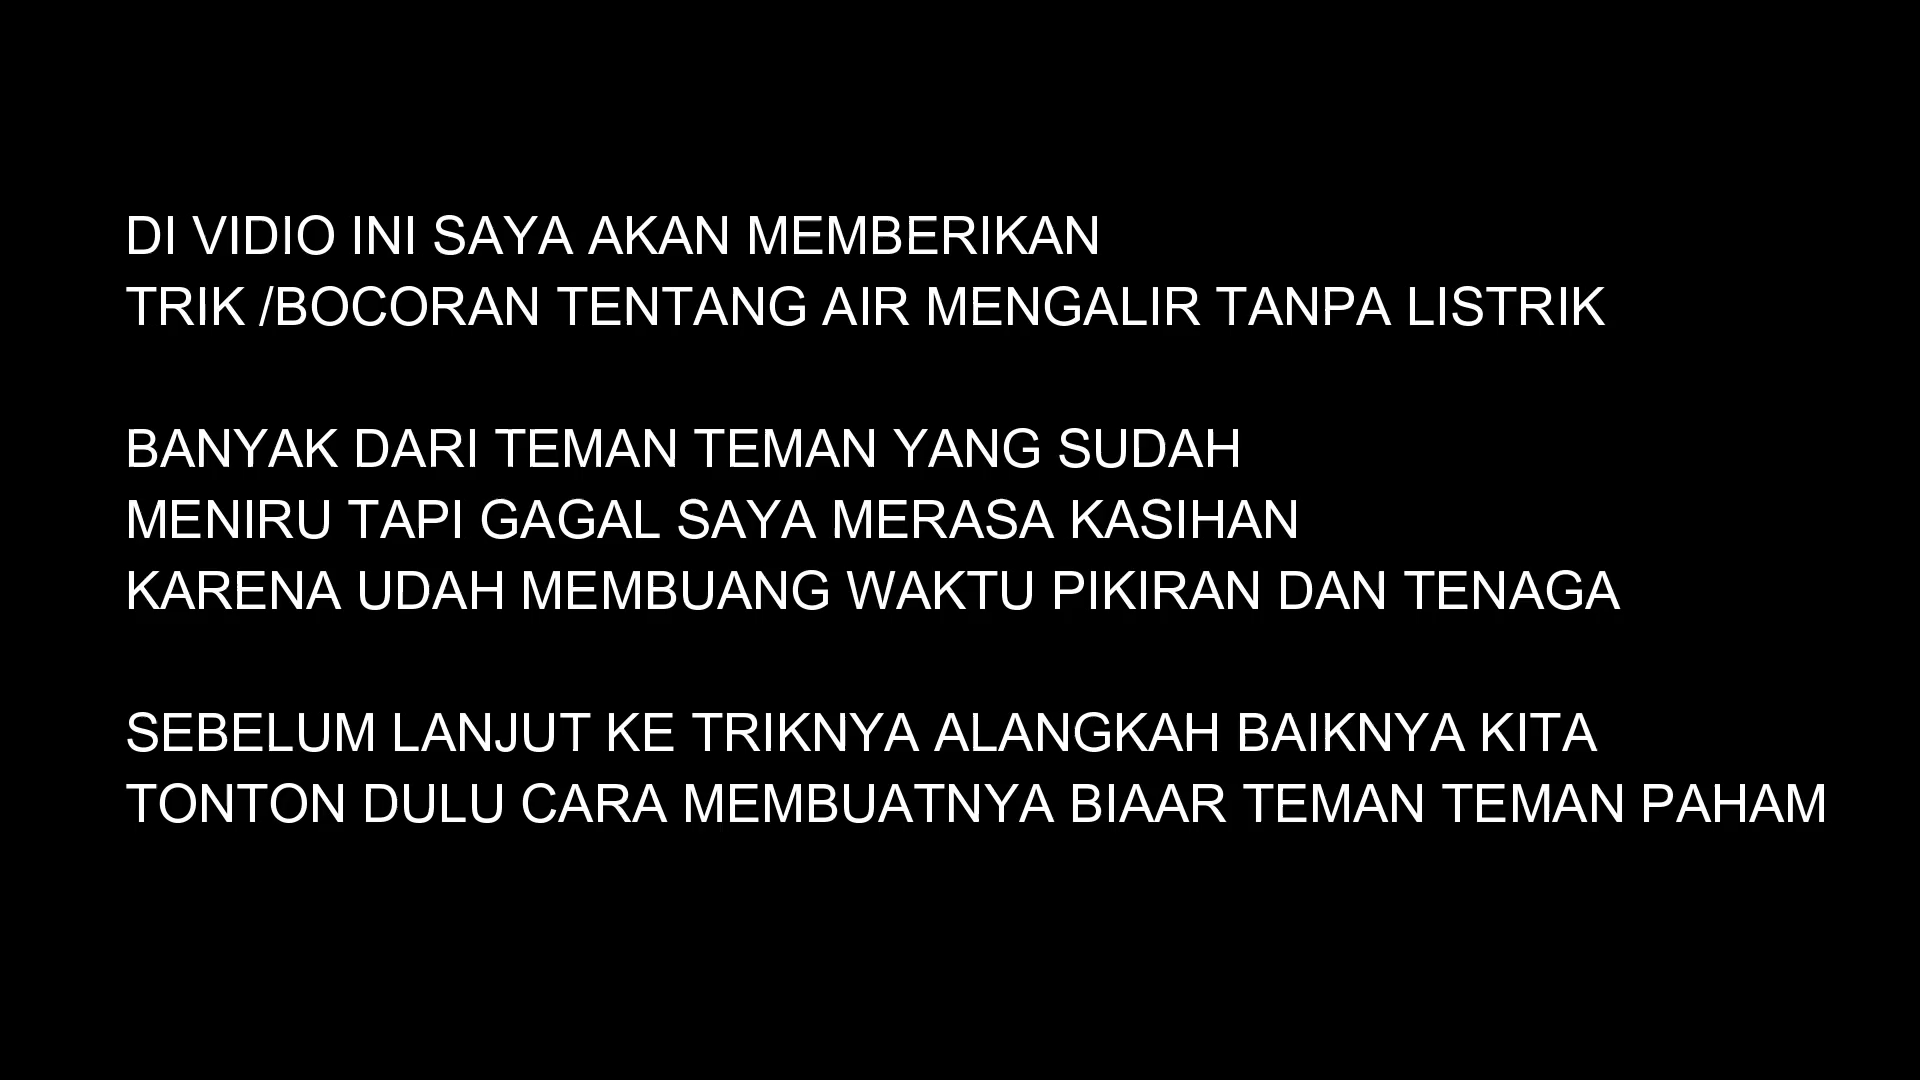 DI VIDIO INI SAYA AKAN MEMBERIKAN
TRIK /BOCORAN TENTANG AIR MENGALIR TANPA LISTRIK
BANYAK DARI TEMAN TEMAN YANG SUDAH
MENIRU TAPI GAGAL SAYA MERASA KASIHAN
KARENA UDAH MEMBUANG WAKTU PIKIRAN DAN TENAGA
SEBELUM LANJUT KE TRIKNYA ALANGKAH BAIKNYA KITA
TONTON DULU CARA MEMBUATNYA BIAAR TEMAN TEMAN PAHAM